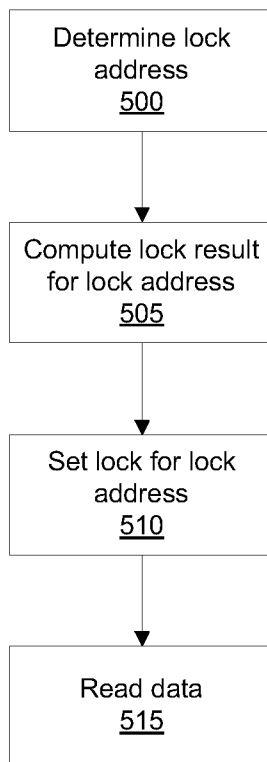 Determine lock
address
500
Compute lock result
for lock address
505
Set lock for lock
address
510
Read data
515